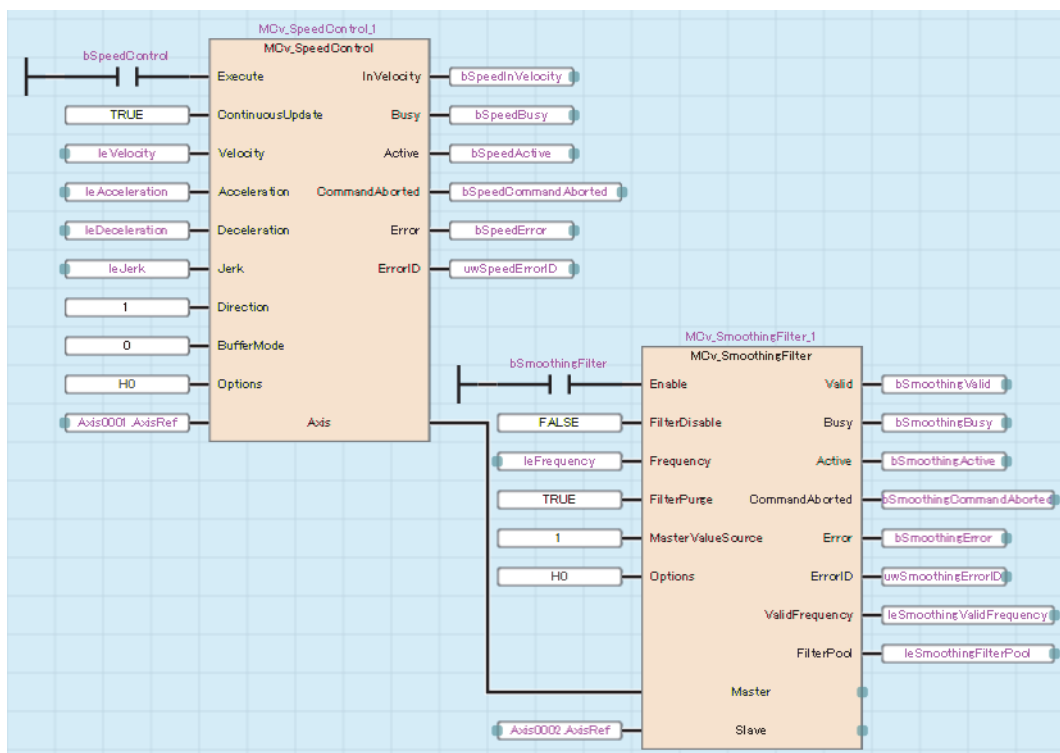 MCv_SpeedControl_1
MCv_SpeedControl
bSpeedControl
Execute InVelocity bSpeedInVelocity
TRUE ContinuousUpdate Busy bSpeedBusy
leVelocity Velocity Active bSpeedActive
leAcceleration Acceleration CommandAborted bSpeedCommandAborted
leDeceleration Deceleration Error bSpeedError
leJerk Jerk ErrorID uwSpeedErrorID
1 Direction
0 BufferMode
H0 Options
Axis0001.AxisRef Axis
MCv_SmoothingFilter_1
MCv_SmoothingFilter
bSmoothingFilter
Enable Valid bSmoothingValid
FALSE FilterDisable Busy bSmoothingBusy
leFrequency Frequency Active bSmoothingActive
TRUE FilterPurge CommandAborted bSmoothingCommandAborted
1 MasterValueSource Error bSmoothingError
H0 Options ErrorID uwSmoothingErrorID
ValidFrequency leSmoothingValidFrequency
FilterPool leSmoothingFilterPool
Master
Axis0002.AxisRef Slave